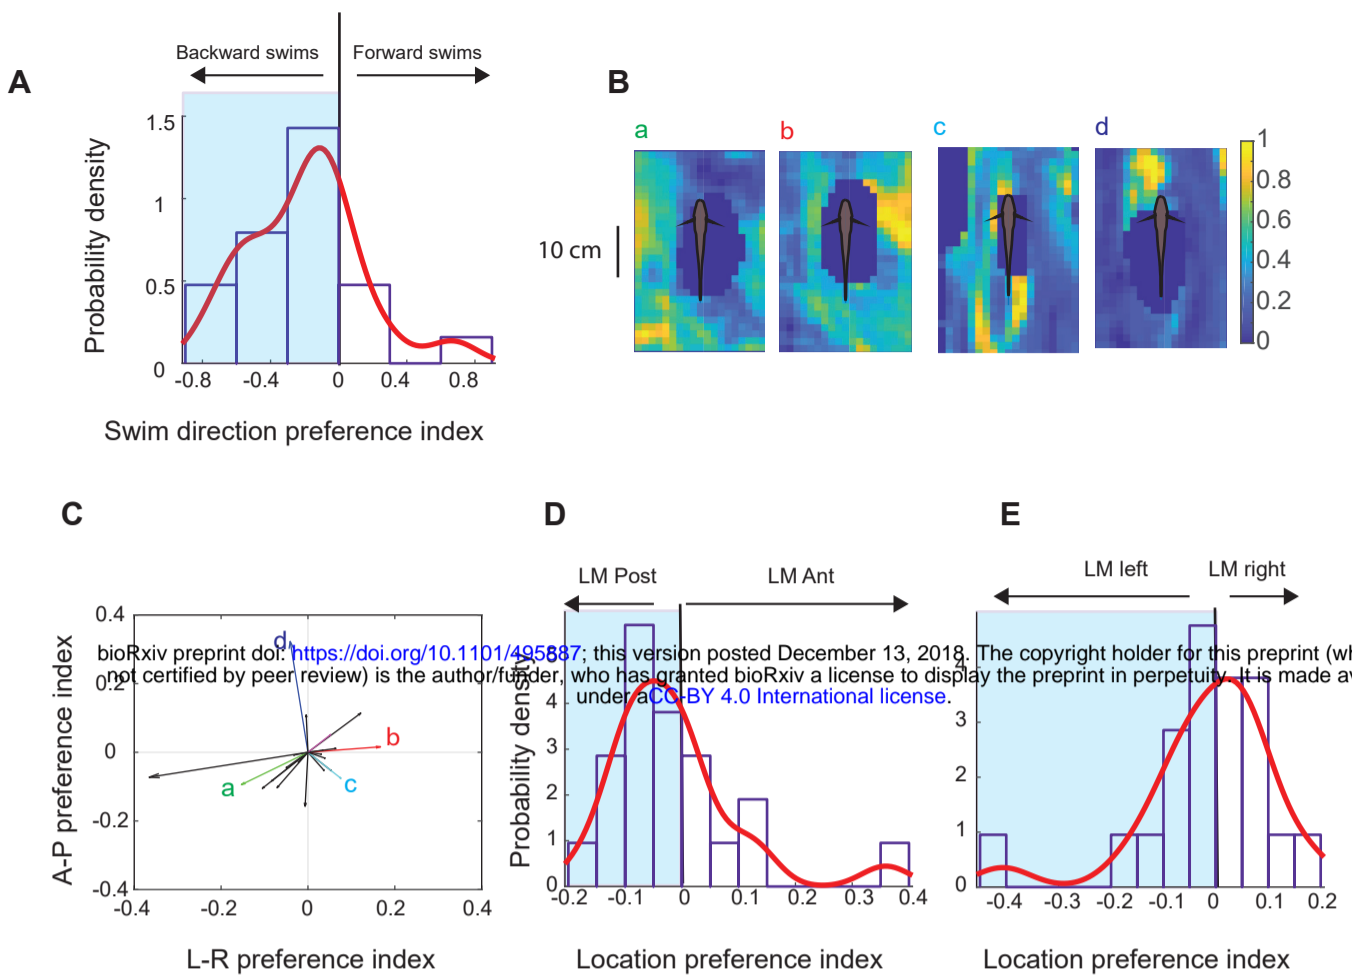 A
Backward swims
Forward swims
Probability density
1.5
1
0.5
0
-0.8
-0.4
0
0.4
0.8
Swim direction preference index
B
a
b
c
d
10 cm
1
0.8
0.6
0.4
0.2
0
C
A-P preference index
0.4
0.2
0
-0.2
-0.4
d
b
a
c
-0.4
-0.2
0
0.2
0.4
L-R preference index
bioRxiv preprint doi: https://doi.org/10.1101/495887; this version posted December 13, 2018. The copyright holder for this preprint (wh
not certified by peer review) is the author/funder, who has granted bioRxiv a license to display the preprint in perpetuity. It is made av
under aCC-BY 4.0 International license.
D
LM Post
LM Ant
Probability density
4
3
2
1
0
-0.2
-0.1
0
0.1
0.2
0.3
0.4
Location preference index
E
LM left
LM right
4
3
2
1
0
-0.4
-0.3
-0.2
-0.1
0
0.1
0.2
Location preference index